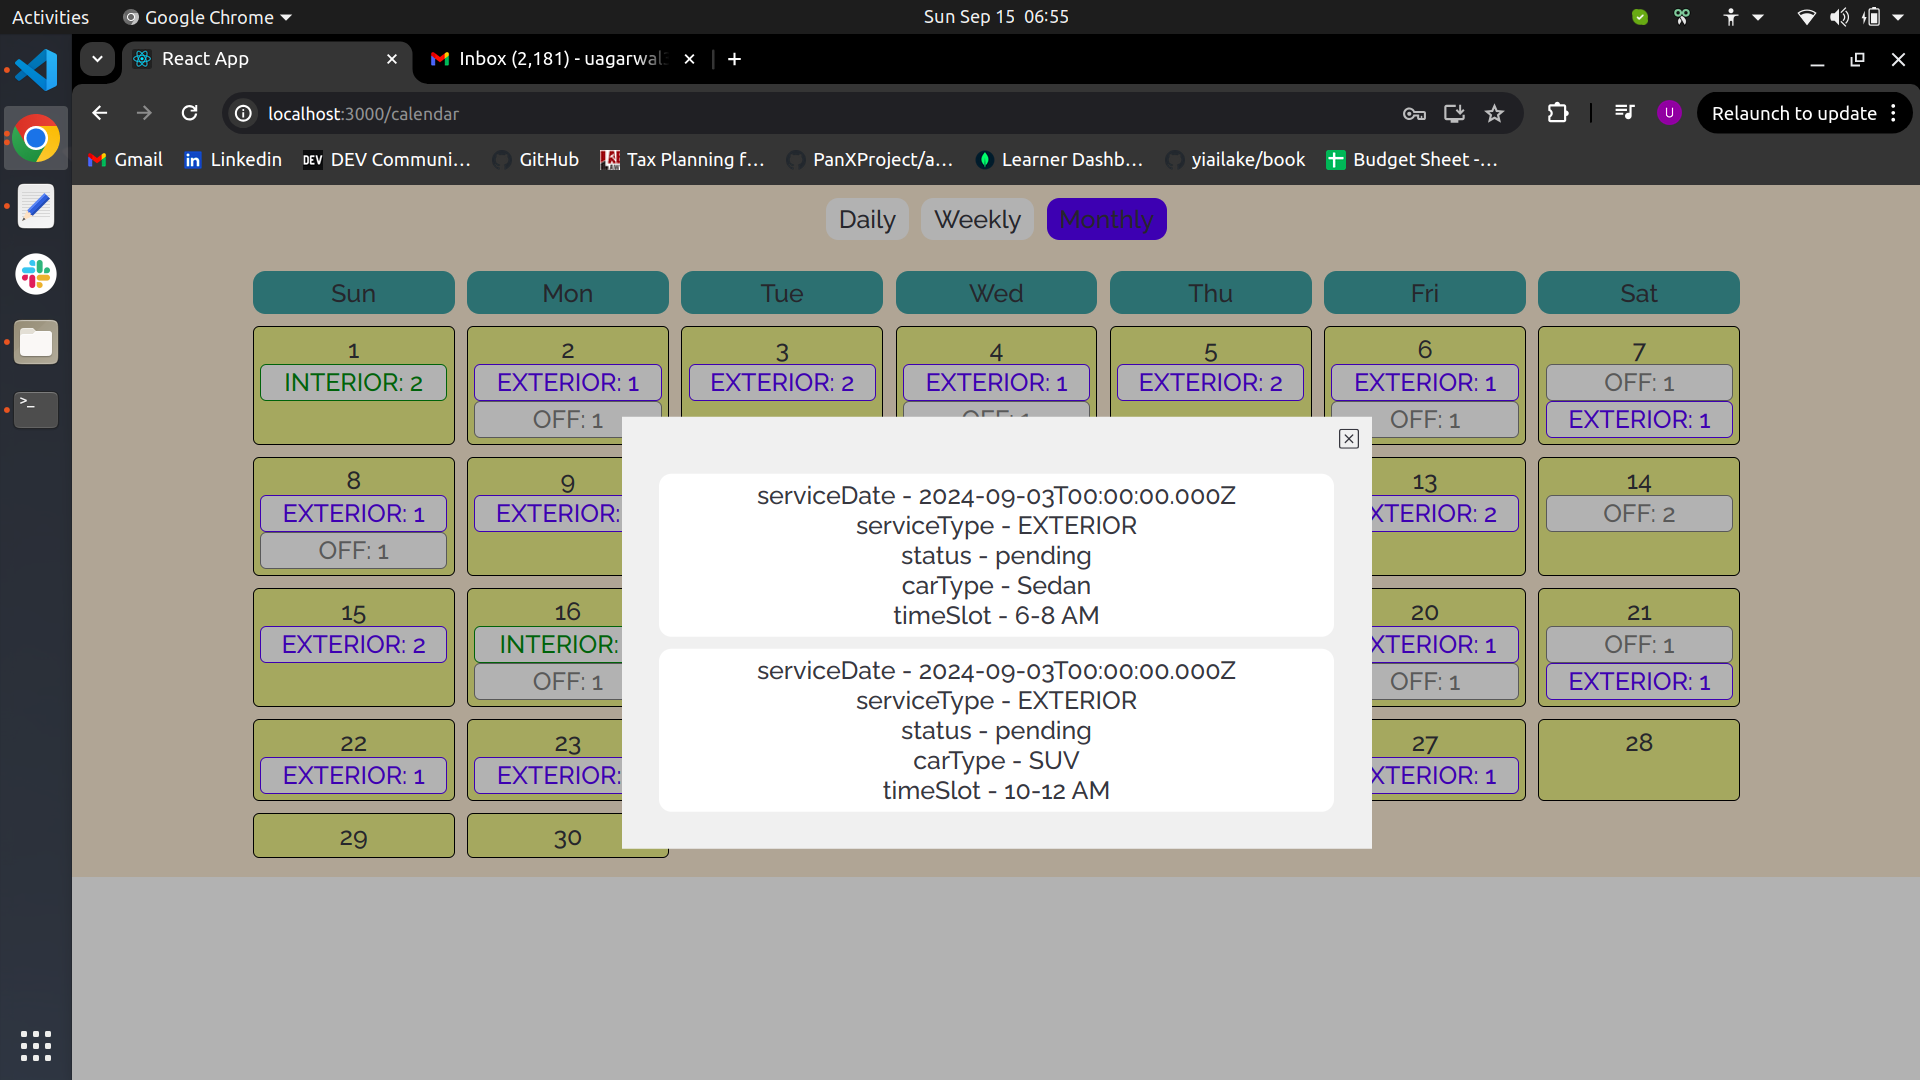 Activities Google Chrome Sun Sep 15 06:55
React App Inbox (2,181) - uagarwal
localhost:3000/calendar U Relaunch to update
Gmail Linkedin DEV DEV Communi... GitHub Tax Planning f... PanXProject/a... Learner Dashb... yiailake/book Budget Sheet -...
Daily Weekly Monthly
Sun Mon Tue Wed Thu Fri Sat
1 2 3 4 5 6 7
INTERIOR: 2 EXTERIOR: 1 EXTERIOR: 2 EXTERIOR: 1 EXTERIOR: 2 EXTERIOR: 1 OFF: 1
OFF: 1 OFF: 1 OFF: 1 EXTERIOR: 1
8 9 13 14
EXTERIOR: 1 EXTERIOR: XTERIOR: 2 OFF: 2
OFF: 1
15 16 20 21
EXTERIOR: 2 INTERIOR: XTERIOR: 1 OFF: 1
OFF: 1 OFF: 1 EXTERIOR: 1
22 23 27 28
EXTERIOR: 1 EXTERIOR: XTERIOR: 1
29 30
serviceDate - 2024-09-03T00:00:00.000Z
serviceType - EXTERIOR
status - pending
carType - Sedan
timeSlot - 6-8 AM
serviceDate - 2024-09-03T00:00:00.000Z
serviceType - EXTERIOR
status - pending
carType - SUV
timeSlot - 10-12 AM